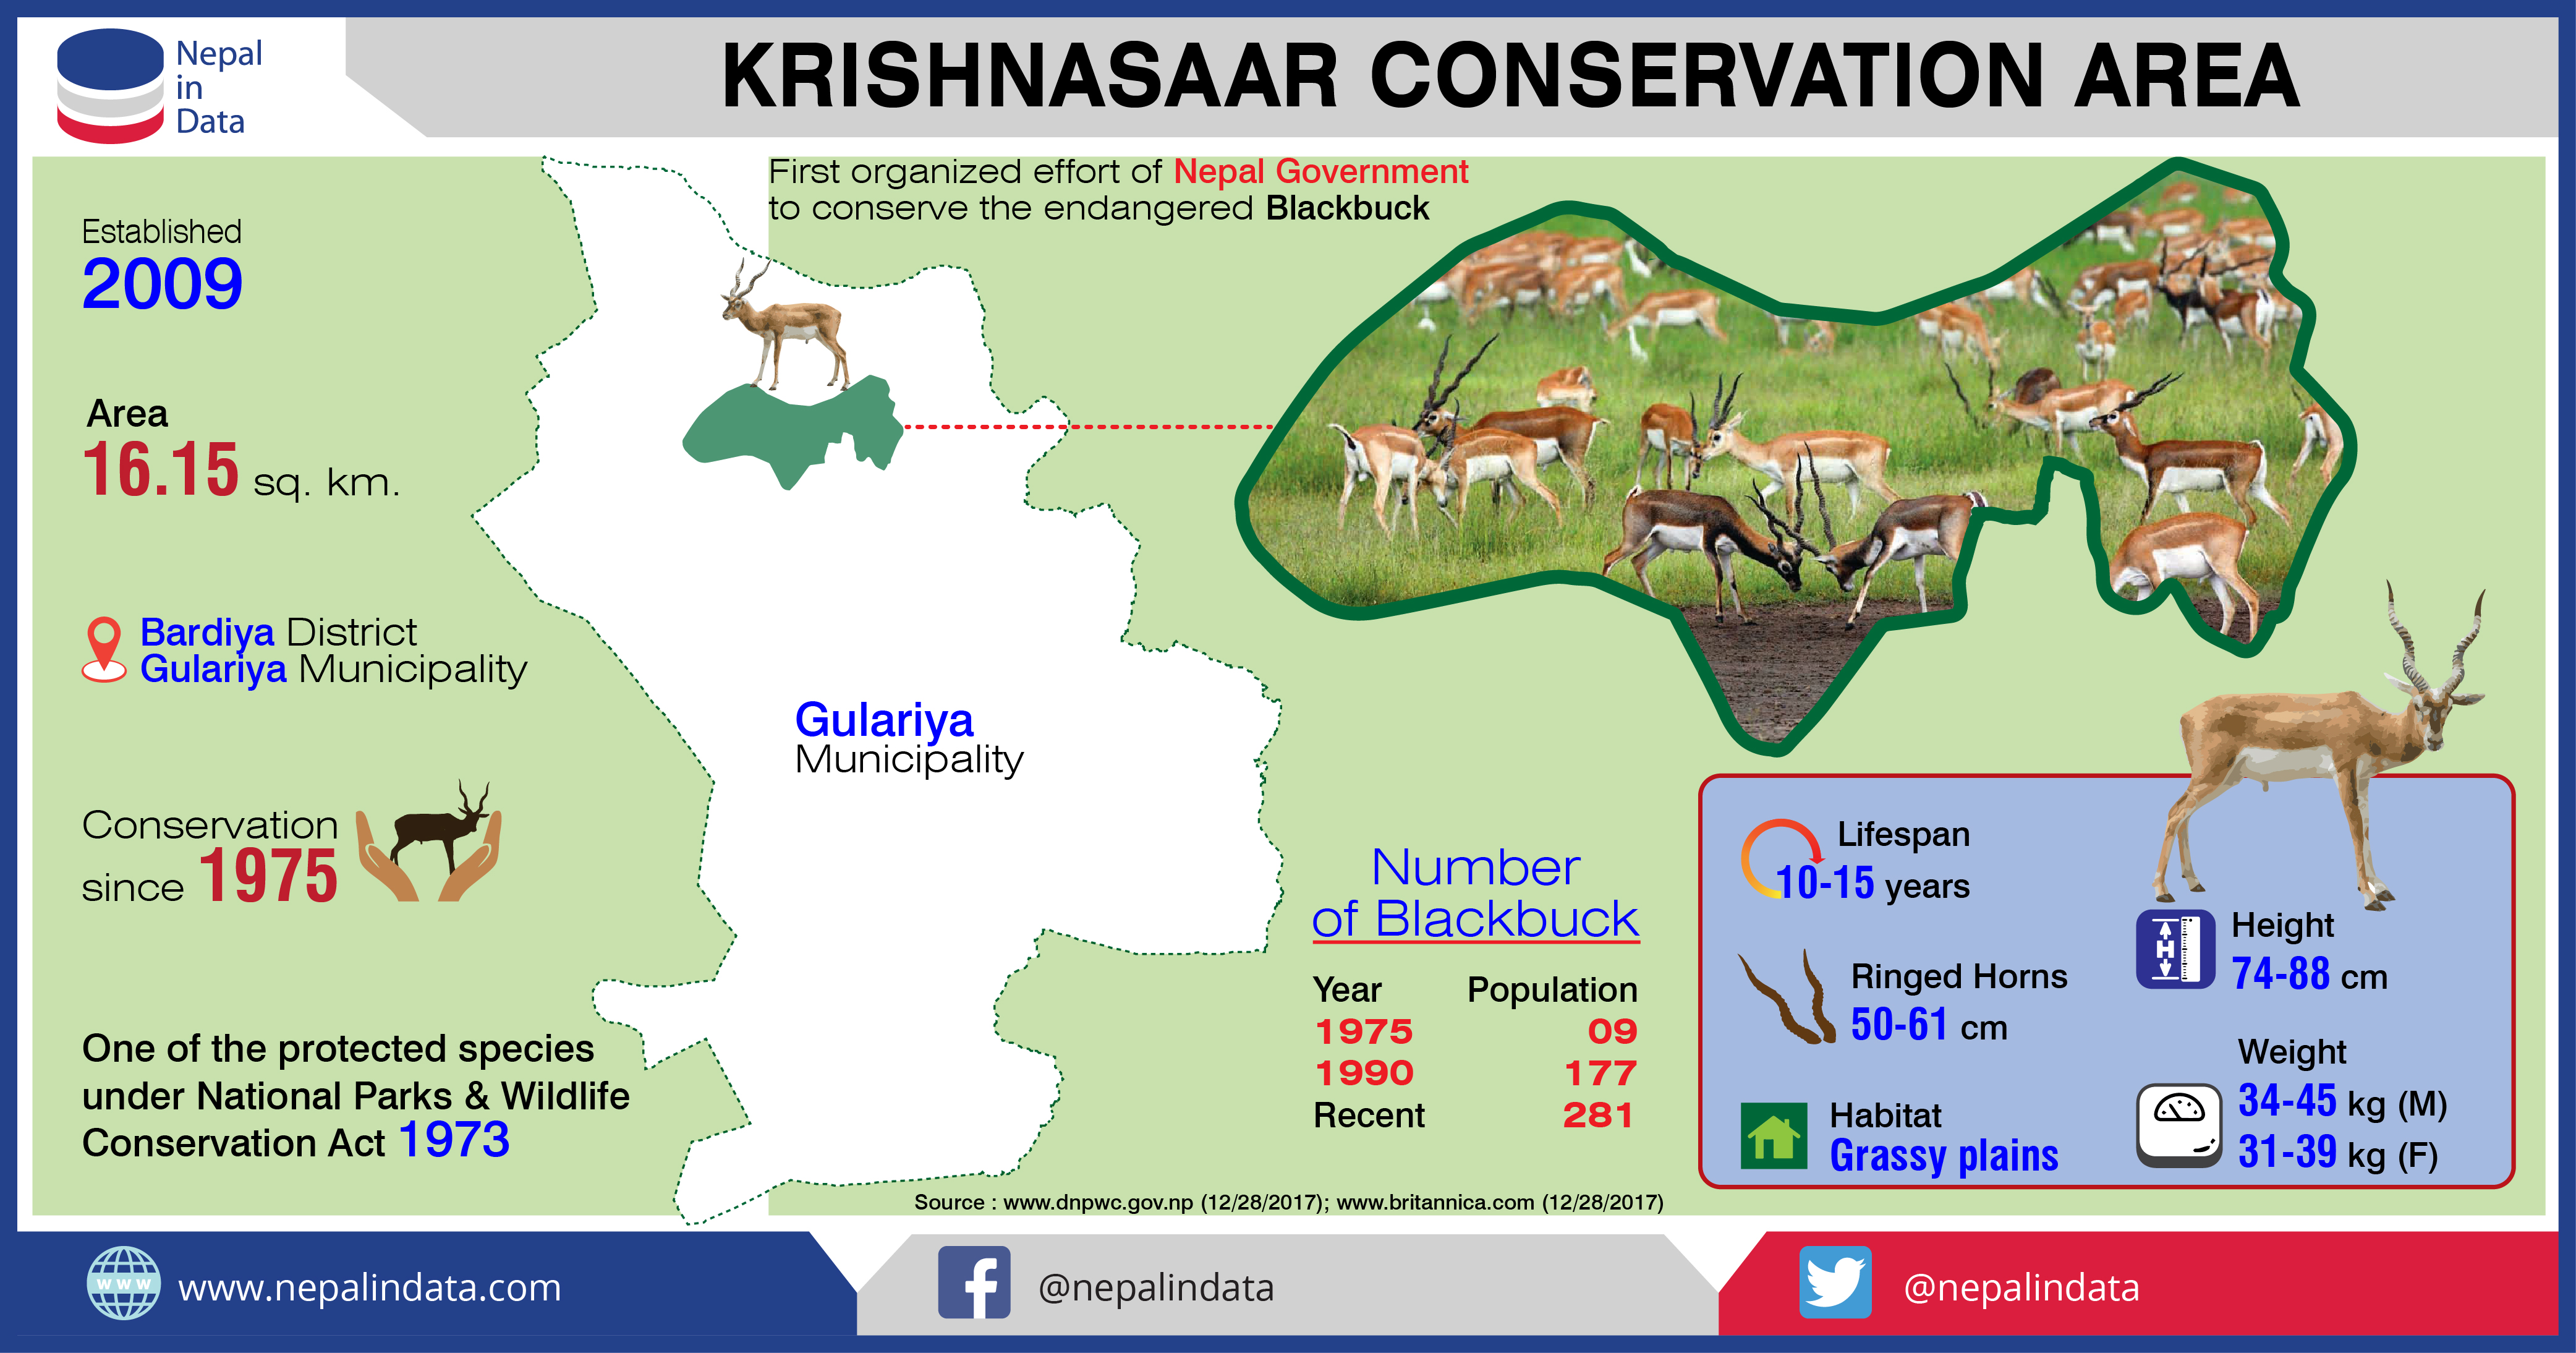 Nepal
in
Data
KRISHNASAAR CONSERVATION AREA
First organized effort of Nepal Government
to conserve the endangered Blackbuck
Established
2009
Area
16.15 sq. km.
Bardiya District
Gulariya Municipality
Conservation
since 1975
One of the protected species
under National Parks & Wildlife
Conservation Act 1973
Gulariya
Municipality
Number
of Blackbuck
Year Population
1975 09
1990 177
Recent 281
Lifespan
10-15 years
Ringed Horns
50-61 cm
Habitat
Grassy plains
H
Height
74-88 cm
Weight
34-45 kg (M)
31-39 kg (F)
Source : www.dnpwc.gov.np (12/28/2017); www.britannica.com (12/28/2017)
www
www.nepalindata.com
f
@nepalindata
@nepalindata